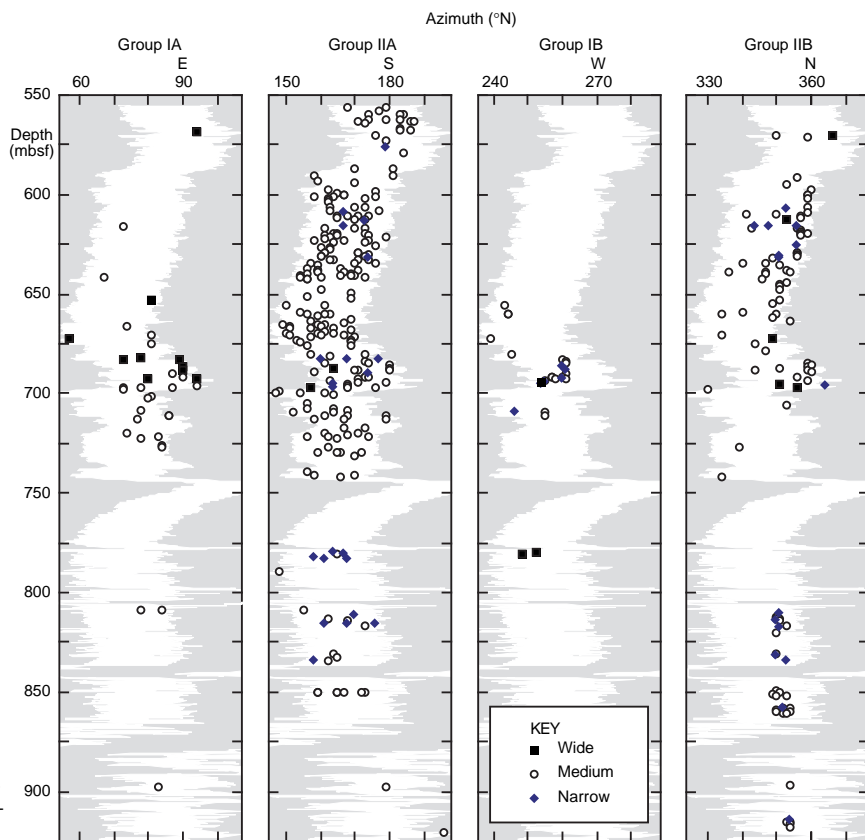 Azimuth (°N)
Group IA
Group IIA
Group IB
Group IIB
E
S
W
N
60
90
150
180
240
270
330
360
550
Depth
(mbsf)
600
650
700
750
800
850
900
KEY
Wide
Medium
Narrow